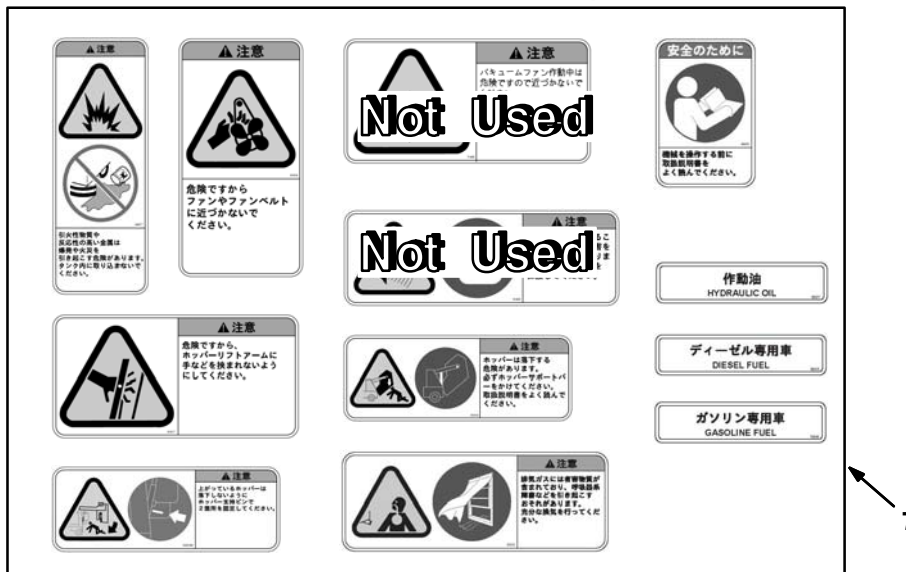 注意
引火性物質や
反応性の高い金属は
爆発や火災を
引き起こす危険があります。
タンク内に取り込まないで
ください。
注意
危険ですから
ファンやファンベルト
に近づかないで
ください。
注意
バキュームファン作動中は
危険ですので近づかないで
Not Used
安全のために
機械を操作する前に
取扱説明書を
よく読んでください。
注意
Not Used
作動油
HYDRAULIC OIL
ディーゼル専用車
DIESEL FUEL
ガソリン専用車
GASOLINE FUEL
注意
危険ですから、
ホッパーリフトアームに
手などを挟まれないよう
にしてください。
注意
ホッパーは落下する
危険があります。
必ずホッパーサポートバ
ーをかけてください。
取扱説明書をよく読んで
ください。
注意
上がっているホッパーは
落下しないように
ホッパー支持ピンで
2箇所を固定してください。
注意
排気ガスには有害物質が
含まれており、呼吸器系
障害などを引き起こす
おそれがあります。
充分な換気を行ってくだ
さい。